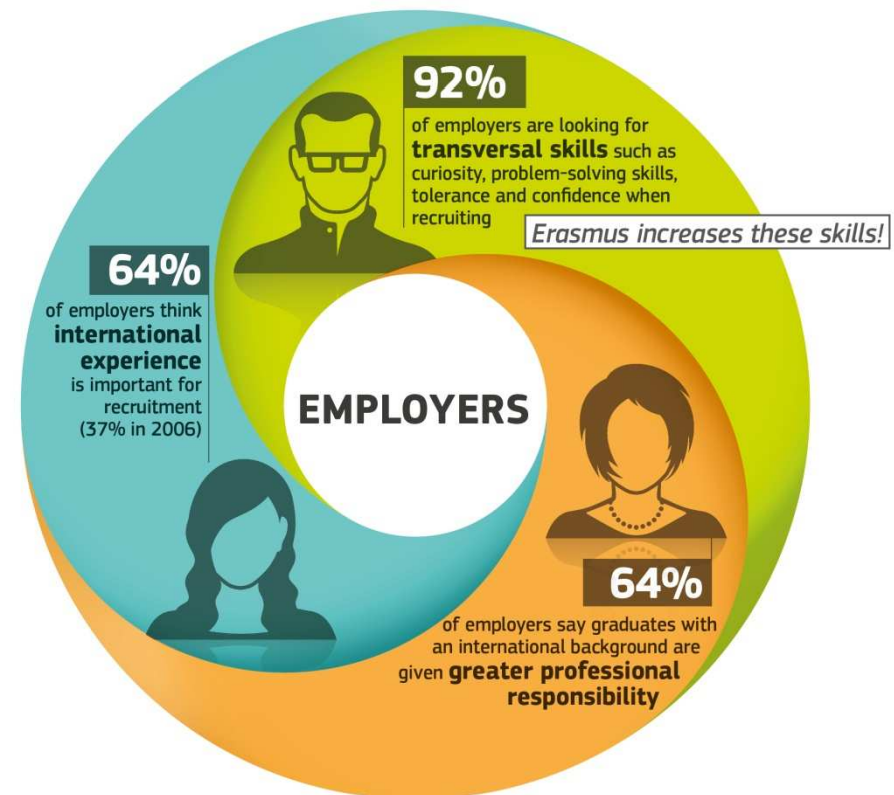 92%
of employers are looking for
transversal skills such as
curiosity, problem-solving skills,
tolerance and confidence when
recruiting
Erasmus increases these skills!
64%
of employers think
international
experience
is important for
recruitment
(37% in 2006)
EMPLOYERS
64%
of employers say graduates with
an international background are
given greater professional
responsibility